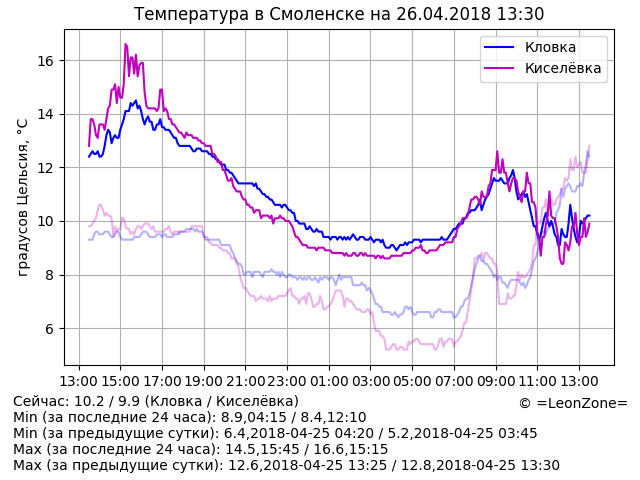 Температура в Смоленске на 26.04.2018 13:30
Кловка
Киселёвка
градусов Цельсия, °C
16
14
12
10
8
6
13:00 15:00 17:00 19:00 21:00 23:00 01:00 03:00 05:00 07:00 09:00 11:00 13:00
Сейчас: 10.2 / 9.9 (Кловка / Киселёвка)
© =LeonZone=
Min (за последние 24 часа): 8.9,04:15 / 8.4,12:10
Min (за предыдущие сутки): 6.4,2018-04-25 04:20 / 5.2,2018-04-25 03:45
Max (за последние 24 часа): 14.5,15:45 / 16.6,15:15
Max (за предыдущие сутки): 12.6,2018-04-25 13:25 / 12.8,2018-04-25 13:30